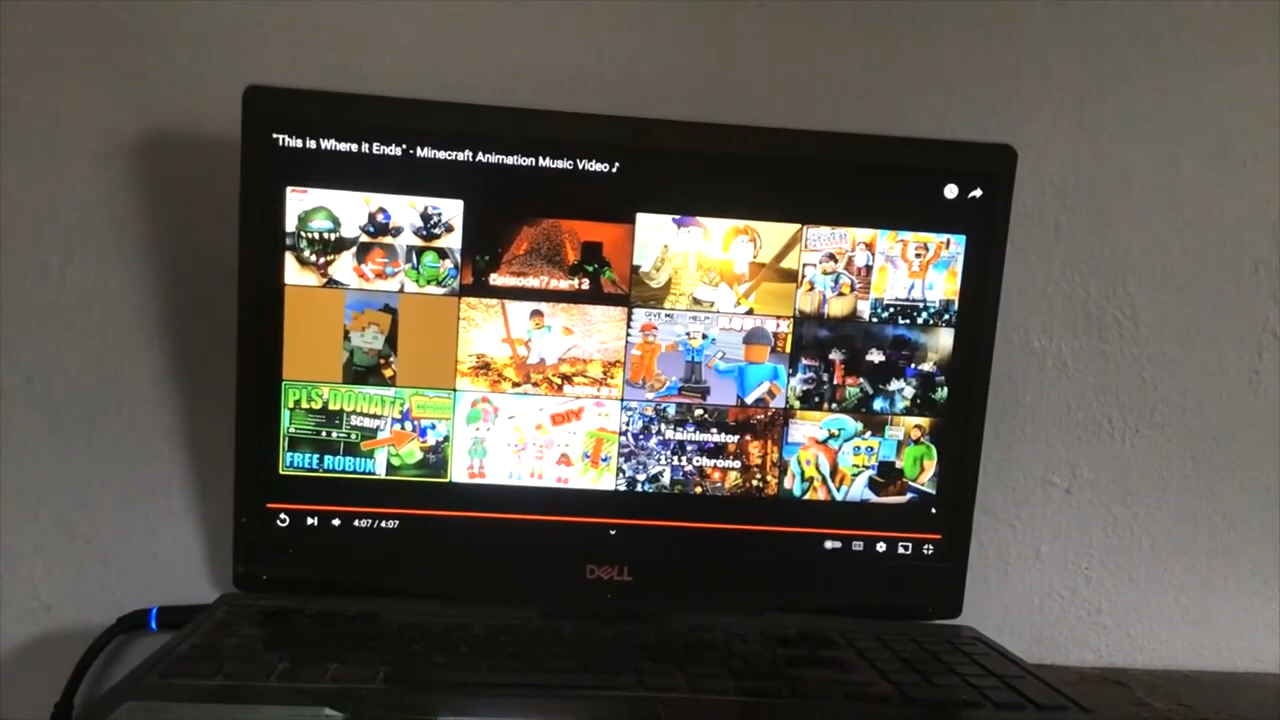 "This is Where it Ends" - Minecraft Animation Music Video ♪
Episode7 part 2
GIVE ME
HELP!
ROBLOX
PLS DONATE
SCRIPT
FREE ROBUX
DIY
Rainimator
1-11 Chrono
4:07 / 4:07
DELL